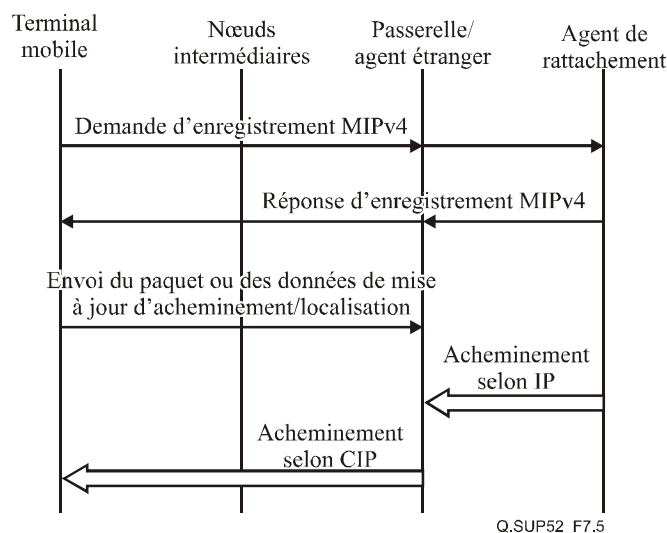 Terminal
mobile
Nœuds
intermédiaires
Passerelle/
agent étranger
Agent de
rattachement
Demande d'enregistrement MIPv4
Réponse d'enregistrement MIPv4
Envoi du paquet ou des données de mise
à jour d'acheminement/localisation
Acheminement
selon IP
Acheminement
selon CIP
Q.SUP52 F7.5